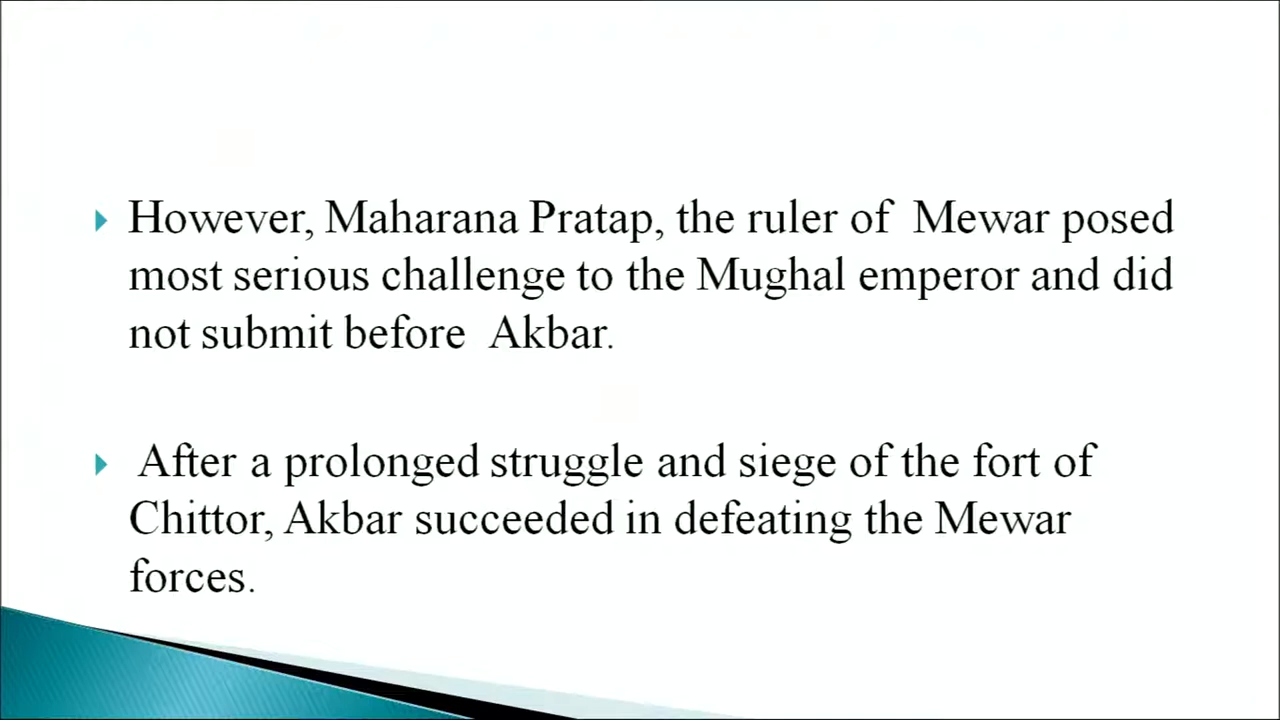 However, Maharana Pratap, the ruler of  Mewar posed
most serious challenge to the Mughal emperor and did
not submit before  Akbar.
After a prolonged struggle and siege of the fort of
Chittor, Akbar succeeded in defeating the Mewar
forces.